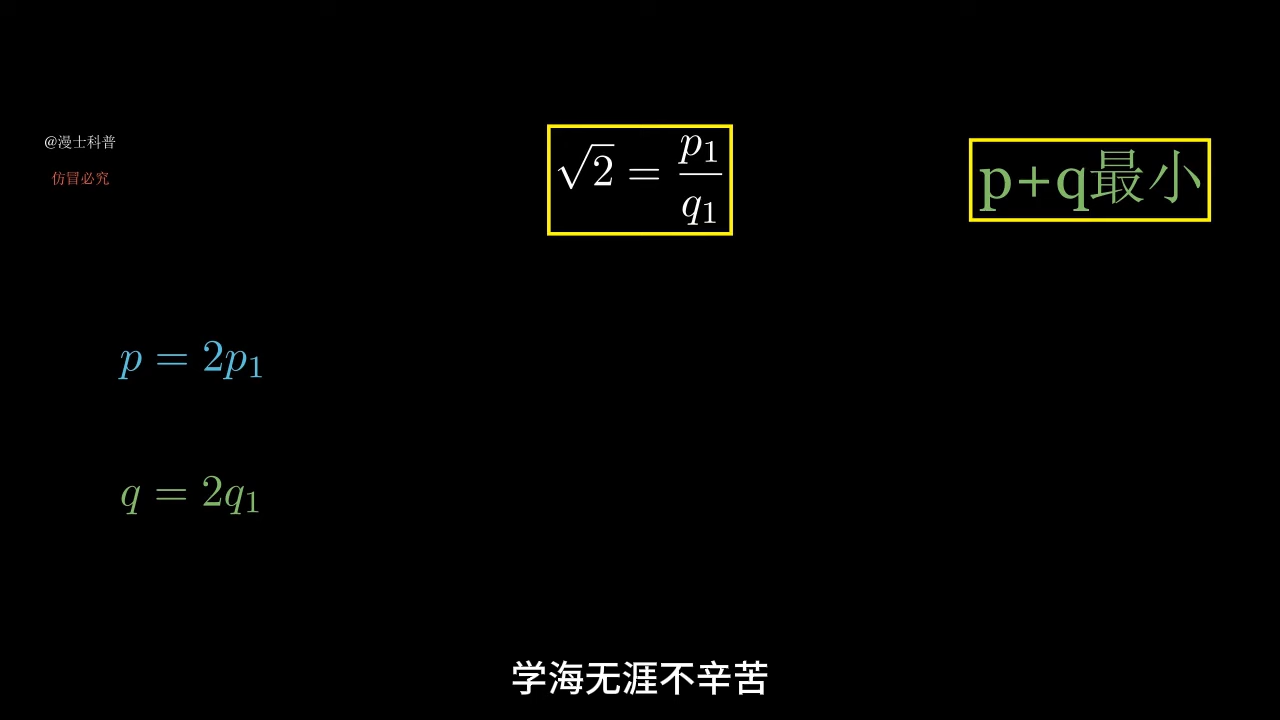 @漫士科普
仿冒必究
√2 = p₁/q₁
p+q最小
p = 2p₁
q = 2q₁
学海无涯不辛苦